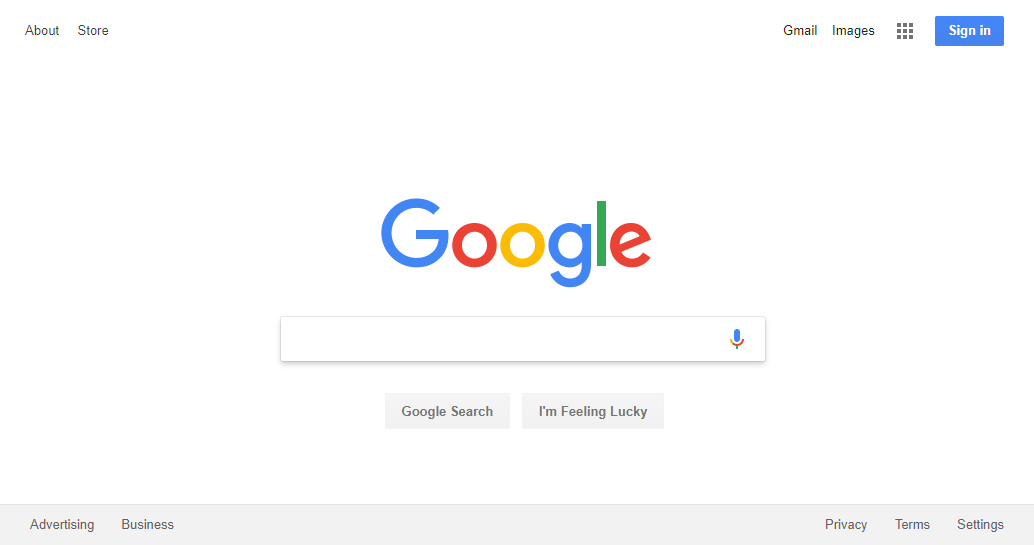 About Store Gmail Images Sign in
Google
Google Search I'm Feeling Lucky
Advertising Business Privacy Terms Settings